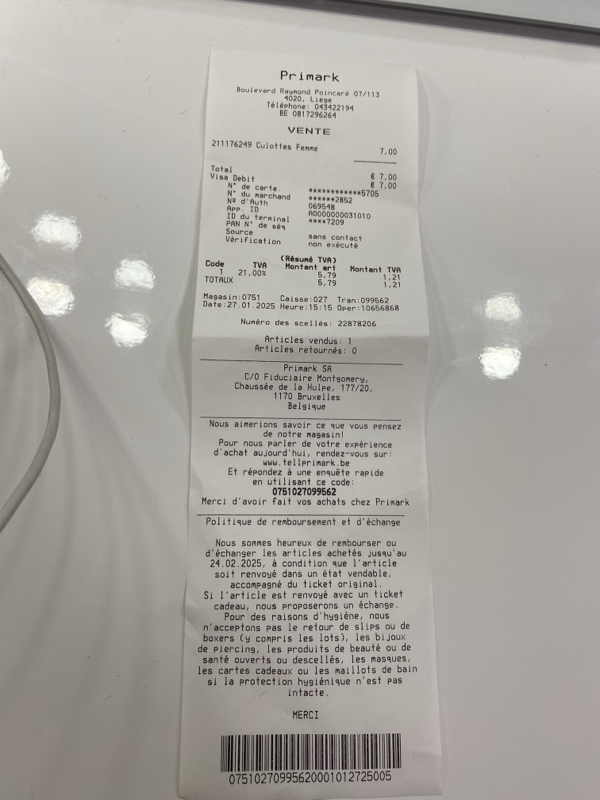 Primark
Boulevard Raymond Poincaré 07/113
4020, Liege
Téléphone: 043422194
BE 0817296264
VENTE
211176249 Culottes Femme 7,00
Total € 7,00
Visa Debit € 7,00
N° de carte ************5705
N° du marchand ******2852
Nº d'Auth 069548
App. ID A0000000031010
ID du terminal ****7209
PAN N° de séq
Source sans contact
Vérification non exécuté
(Résumé TVA)
Code TVA Montant art Montant TVA
1 21,00% 5,79 1,21
TOTAUX 5,79 1,21
Magasin:0751 Caisse:027 Tran:099562
Date:27.01.2025 Heure:15:15 Oper:10656868
Numéro des scellés: 22878206
Articles vendus: 1
Articles retournés: 0
Primark SA
C/O Fiduciaire Montgomery,
Chaussée de la Hulpe, 177/20,
1170 Bruxelles
Belgique
Nous aimerions savoir ce que vous pensez
de notre magasin!
Pour nous parler de votre expérience
d'achat aujourd'hui, rendez-vous sur:
www.tellprimark.be
Et répondez à une enquête rapide
en utilisant ce code:
0751027099562
Merci d'avoir fait vos achats chez Primark
Politique de remboursement et d'échange
Nous sommes heureux de rembourser ou
d'échanger les articles achetés jusqu'au
24.02.2025, à condition que l'article
soit renvoyé dans un état vendable,
accompagné du ticket original.
Si l'article est renvoyé avec un ticket
cadeau, nous proposerons un échange.
Pour des raisons d'hygiène, nous
n'acceptons pas le retour de slips ou de
boxers (y compris les lots), les bijoux
de piercing, les produits de beauté ou de
santé ouverts ou descellés, les masques,
les cartes cadeaux ou les maillots de bain
si la protection hygiénique n'est pas
intacte.
MERCI
07510270995620001012725005